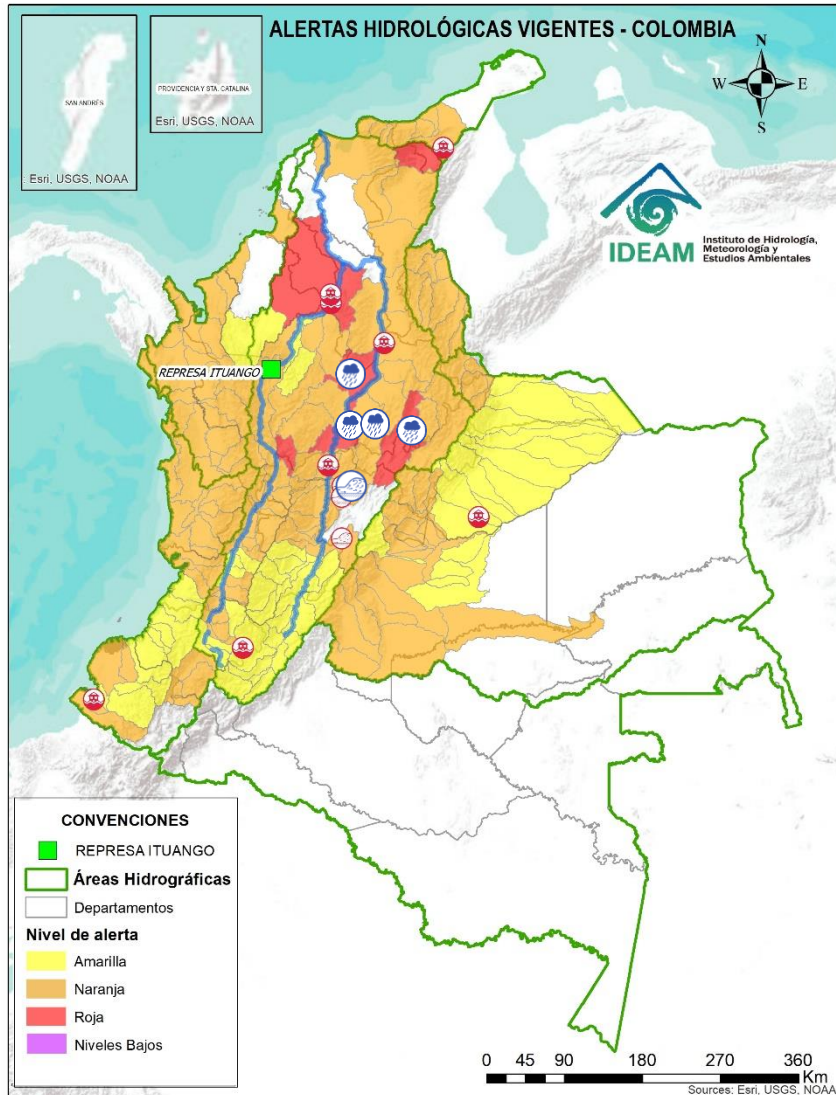 ALERTAS HIDROLÓGICAS VIGENTES - COLOMBIA
SAN ANDRÉS
Esri, USGS, NOAA
PROVIDENCIA Y STA. CATALINA
Esri, USGS, NOAA
N
W
E
S
IDEAM
Instituto de Hidrología,
Meteorología y
Estudios Ambientales
REPRESA ITUANGO
CONVENCIONES
REPRESA ITUANGO
Áreas Hidrográficas
Departamentos
Nivel de alerta
Amarilla
Naranja
Roja
Niveles Bajos
0 45 90 180 270 360
Km
Sources: Esri, USGS, NOAA